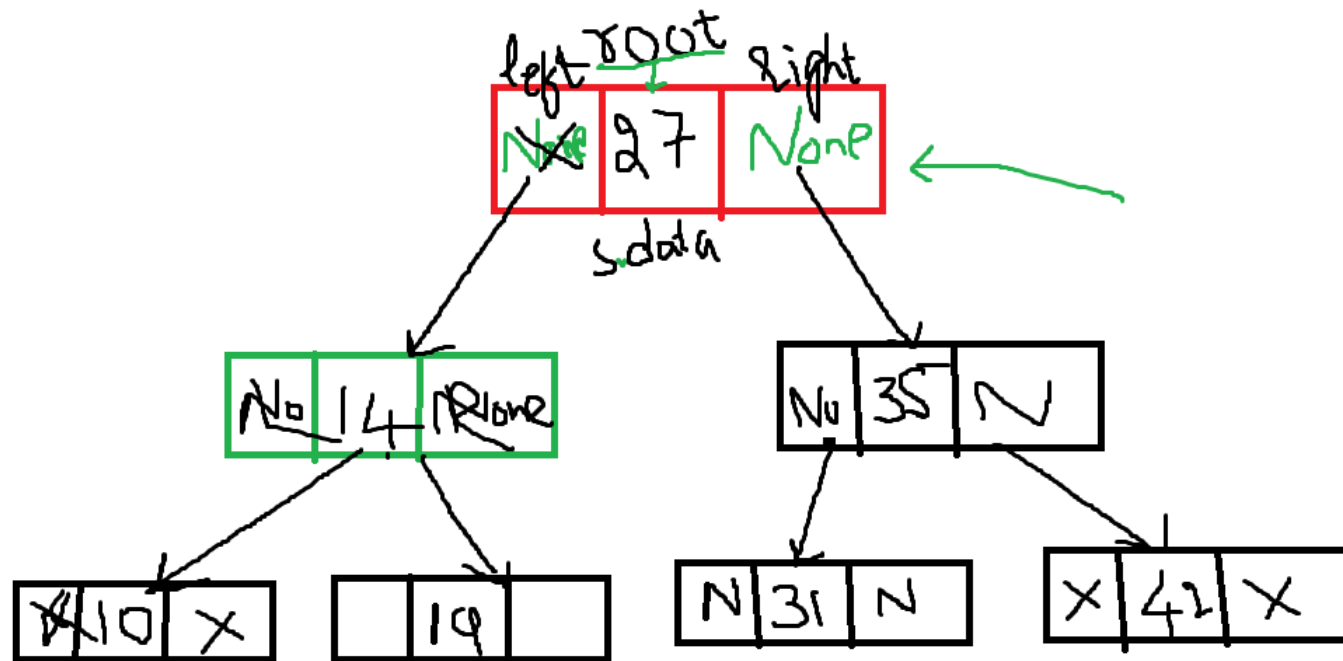 left root right
None 27 None
s.data
No 14 None
No 35 N
10 X
19
N 31 N
X 42 X